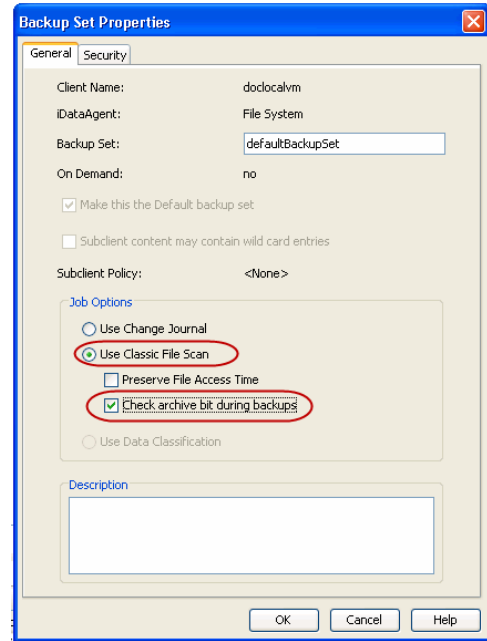 Backup Set Properties
General Security
Client Name: doclocalvm
iDataAgent: File System
Backup Set: defaultBackupSet
On Demand: no
Make this the Default backup set
Subclient content may contain wild card entries
Subclient Policy: <None>
Job Options
Use Change Journal
Use Classic File Scan
Preserve File Access Time
Check archive bit during backups
Use Data Classification
Description
OK Cancel Help